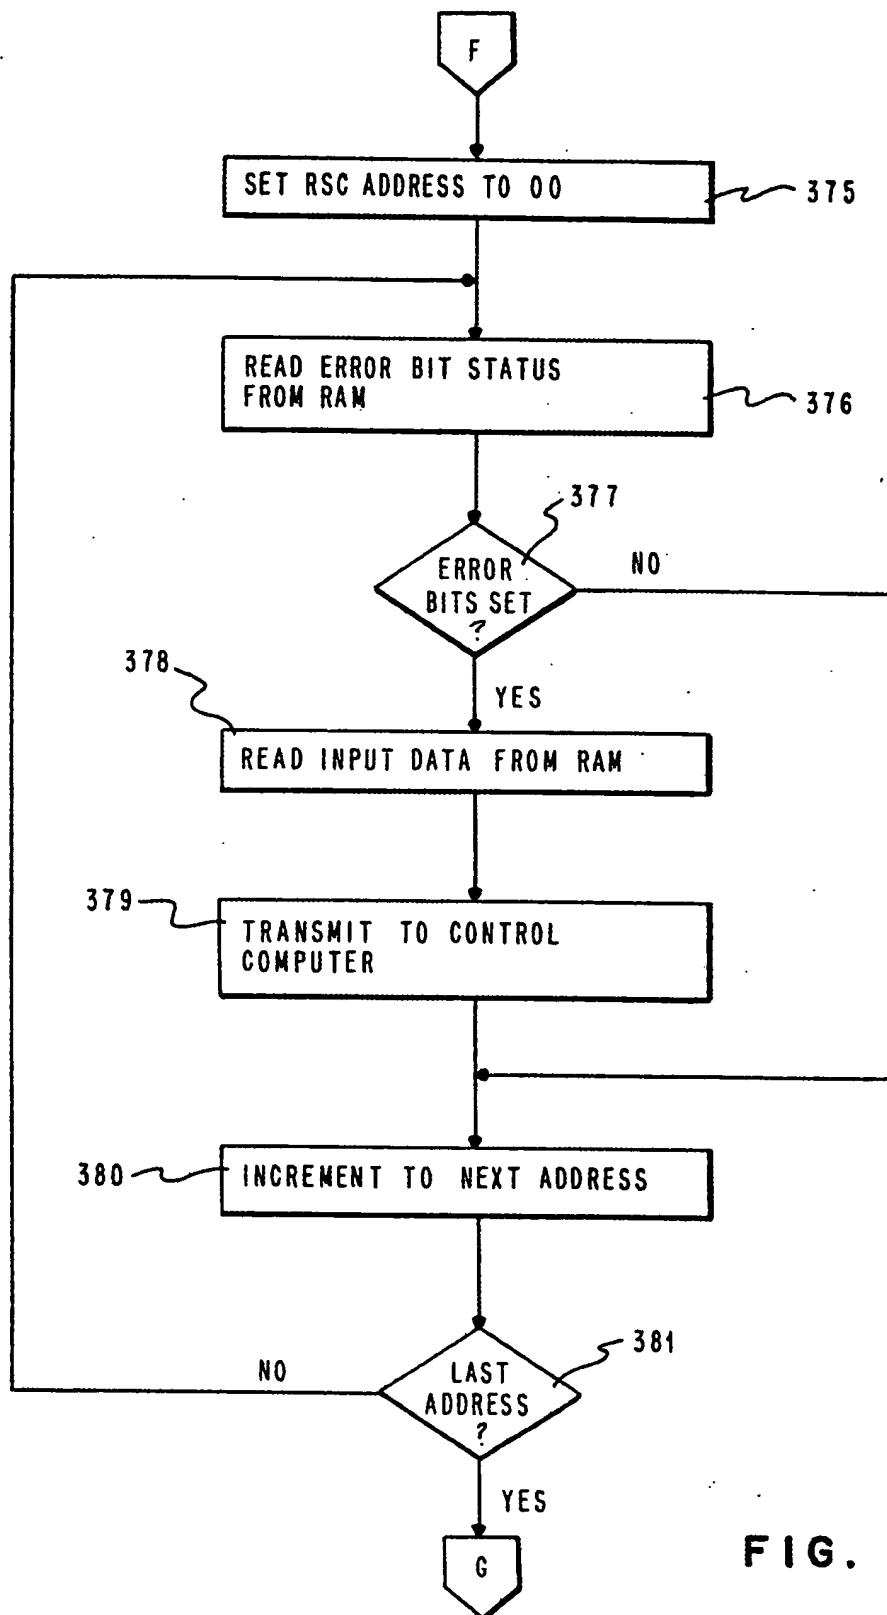 F
SET RSC ADDRESS TO 00
375
READ ERROR BIT STATUS
FROM RAM
376
377
ERROR
BITS SET
?
NO
378
YES
READ INPUT DATA FROM RAM
379
TRANSMIT TO CONTROL
COMPUTER
380
INCREMENT TO NEXT ADDRESS
381
NO
LAST
ADDRESS
?
YES
G
FIG.